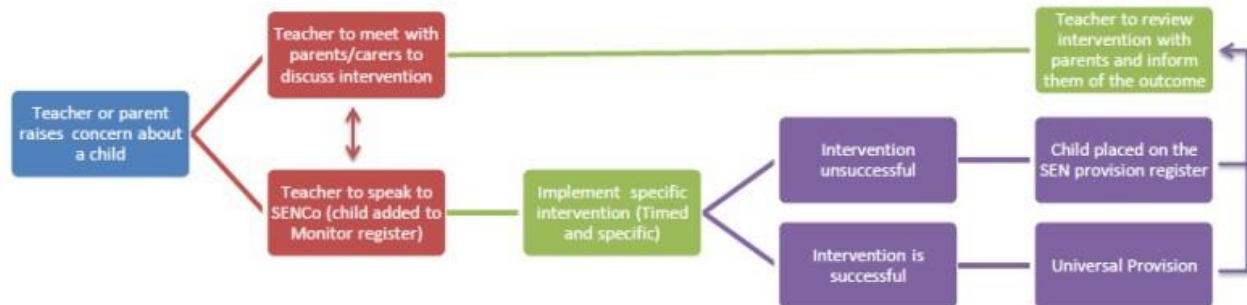 Teacher or parent
raises concern about
a child
Teacher to meet with
parents/carers to
discuss intervention
Teacher to speak to
SENCo (child added to
Monitor register)
Implement specific
intervention (Timed
and specific)
Intervention
unsuccessful
Intervention is
successful
Child placed on the
SEN provision register
Universal Provision
Teacher to review
intervention with
parents and inform
them of the outcome